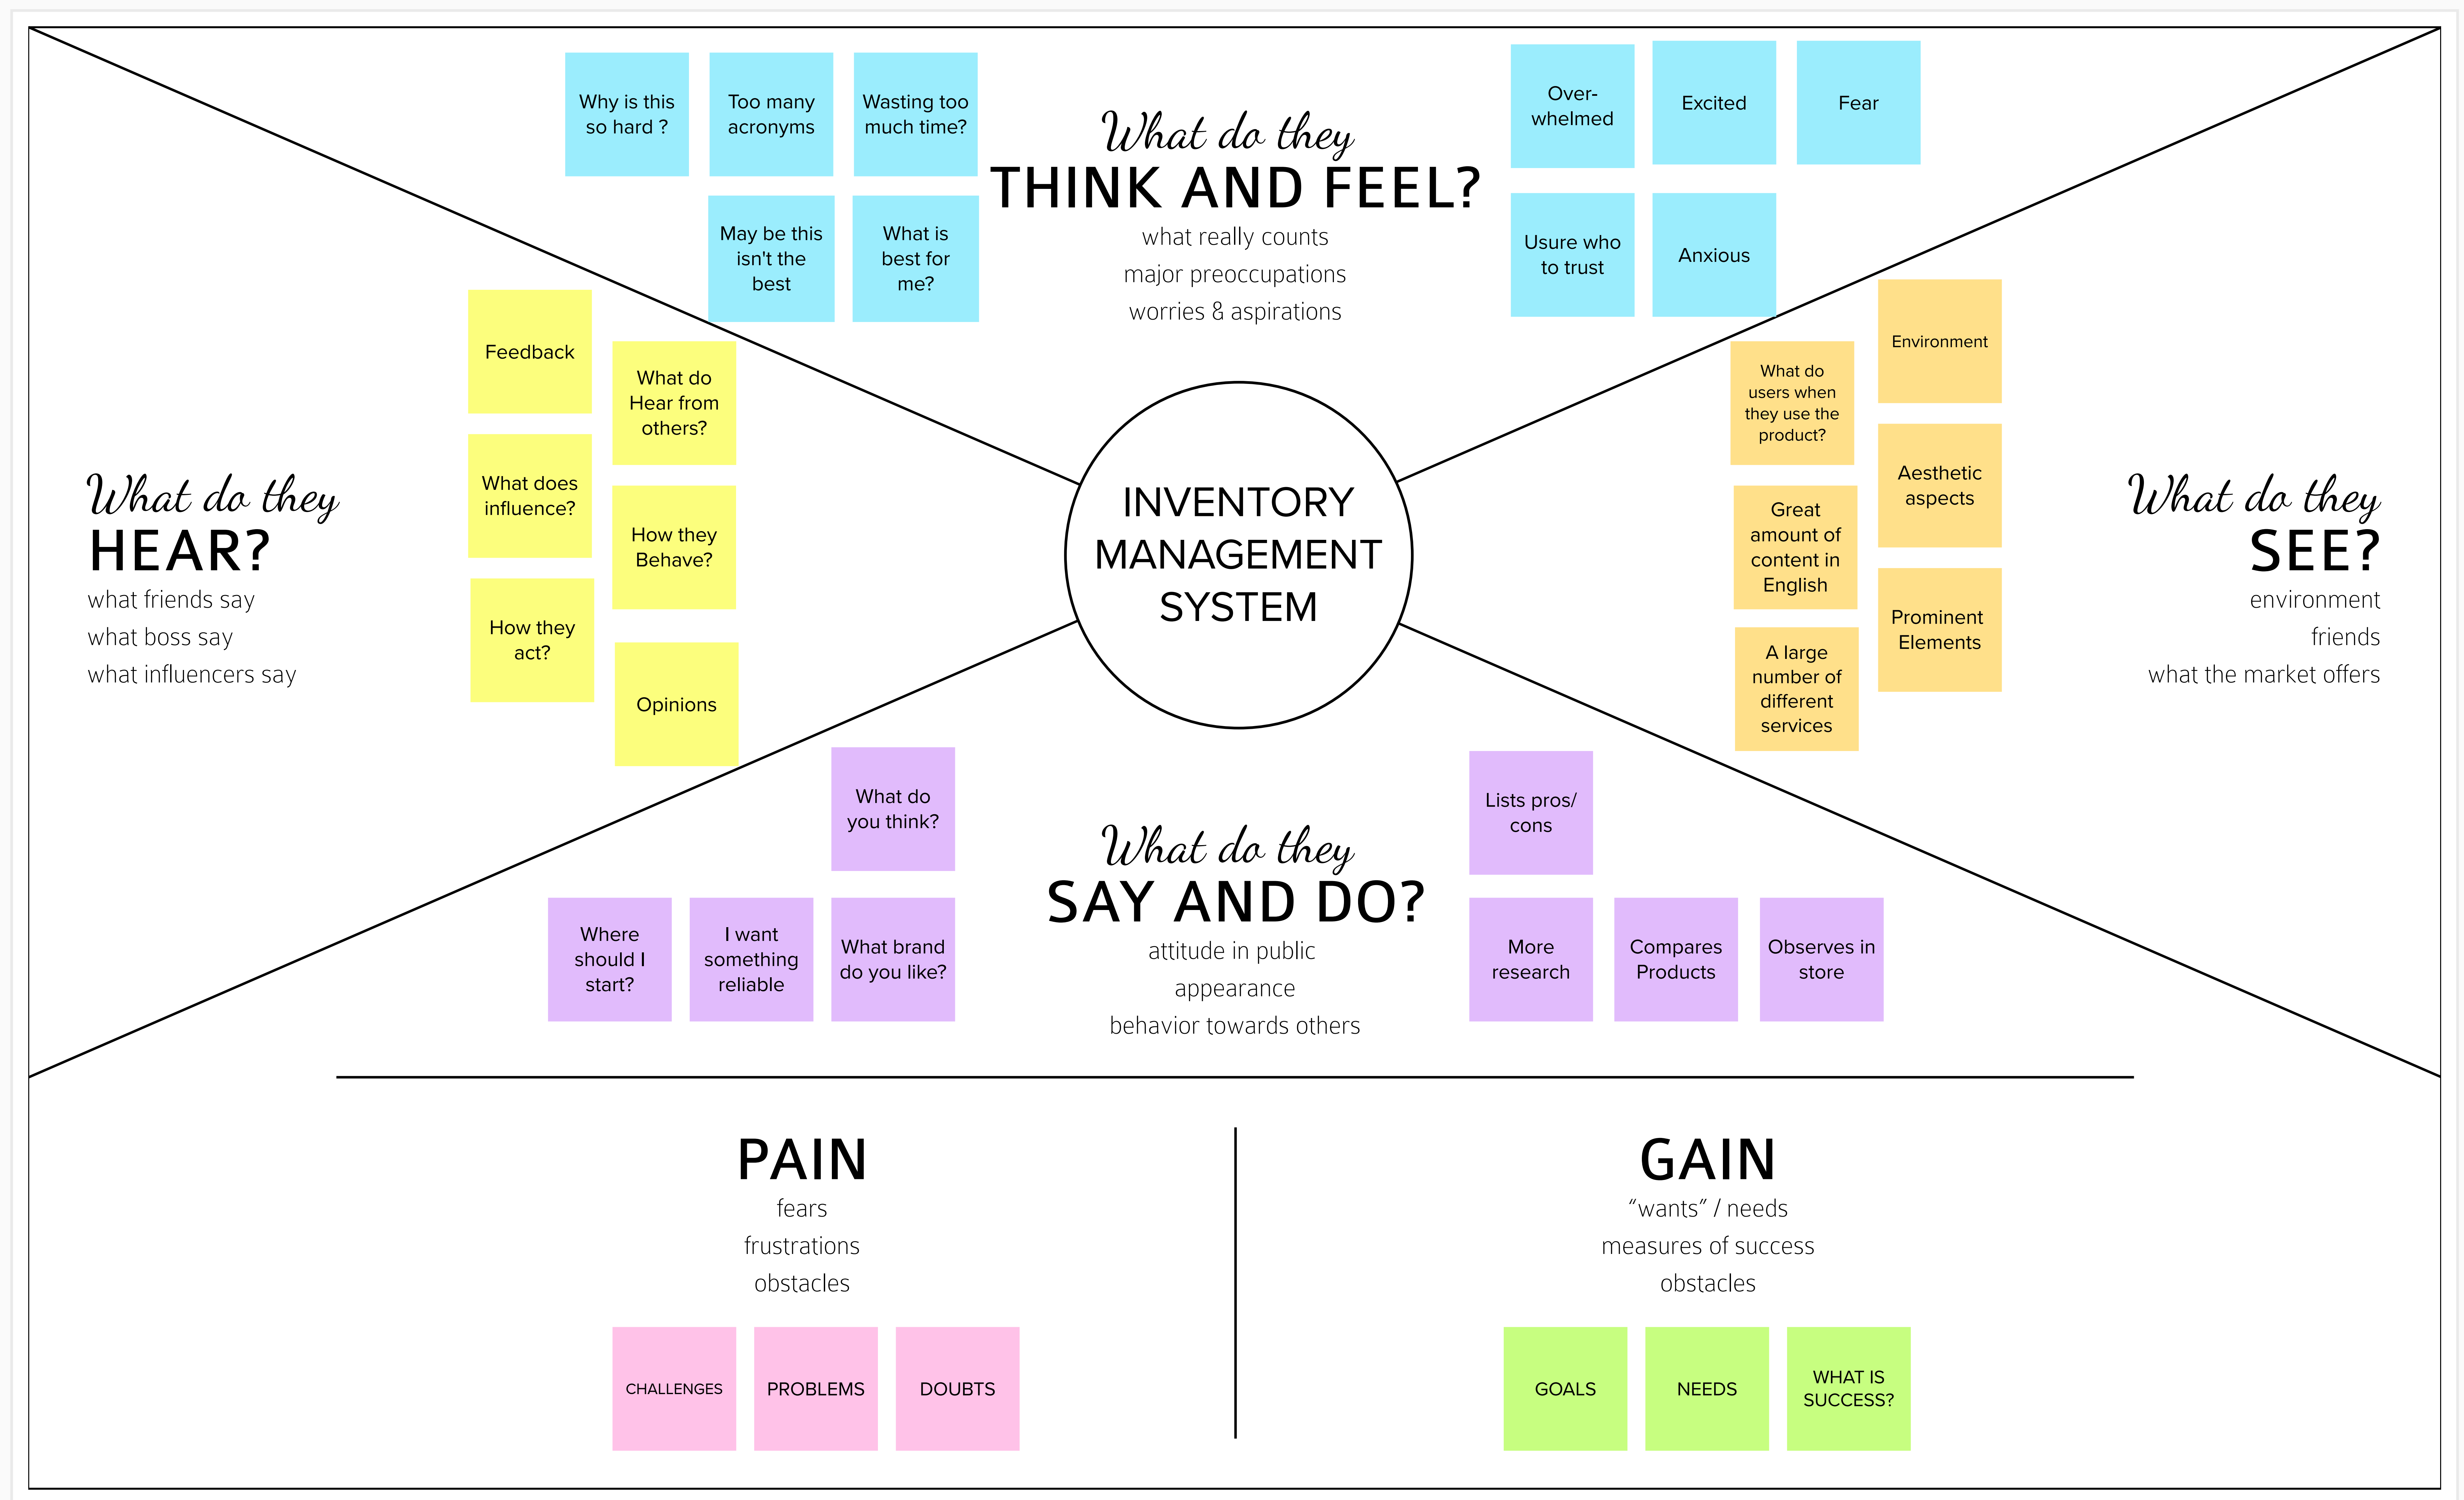 Why is this
so hard ?
Too many
acronyms
Wasting too
much time?
May be this
isn't the
best
What is
best for
me?
What do they
THINK AND FEEL?
what really counts
major preoccupations
worries & aspirations
Over-
whelmed
Excited
Fear
Usure who
to trust
Anxious
What do they
HEAR?
what friends say
what boss say
what influencers say
Feedback
What do
Hear from
others?
What does
influence?
How they
Behave?
How they
act?
Opinions
INVENTORY
MANAGEMENT
SYSTEM
Environment
What do
users when
they use the
product?
Aesthetic
aspects
Great
amount of
content in
English
Prominent
Elements
A large
number of
different
services
What do they
SEE?
environment
friends
what the market offers
What do
you think?
Where
should I
start?
I want
something
reliable
What brand
do you like?
What do they
SAY AND DO?
attitude in public
appearance
behavior towards others
Lists pros/
cons
More
research
Compares
Products
Observes in
store
PAIN
fears
frustrations
obstacles
CHALLENGES
PROBLEMS
DOUBTS
GAIN
“wants” / needs
measures of success
obstacles
GOALS
NEEDS
WHAT IS
SUCCESS?